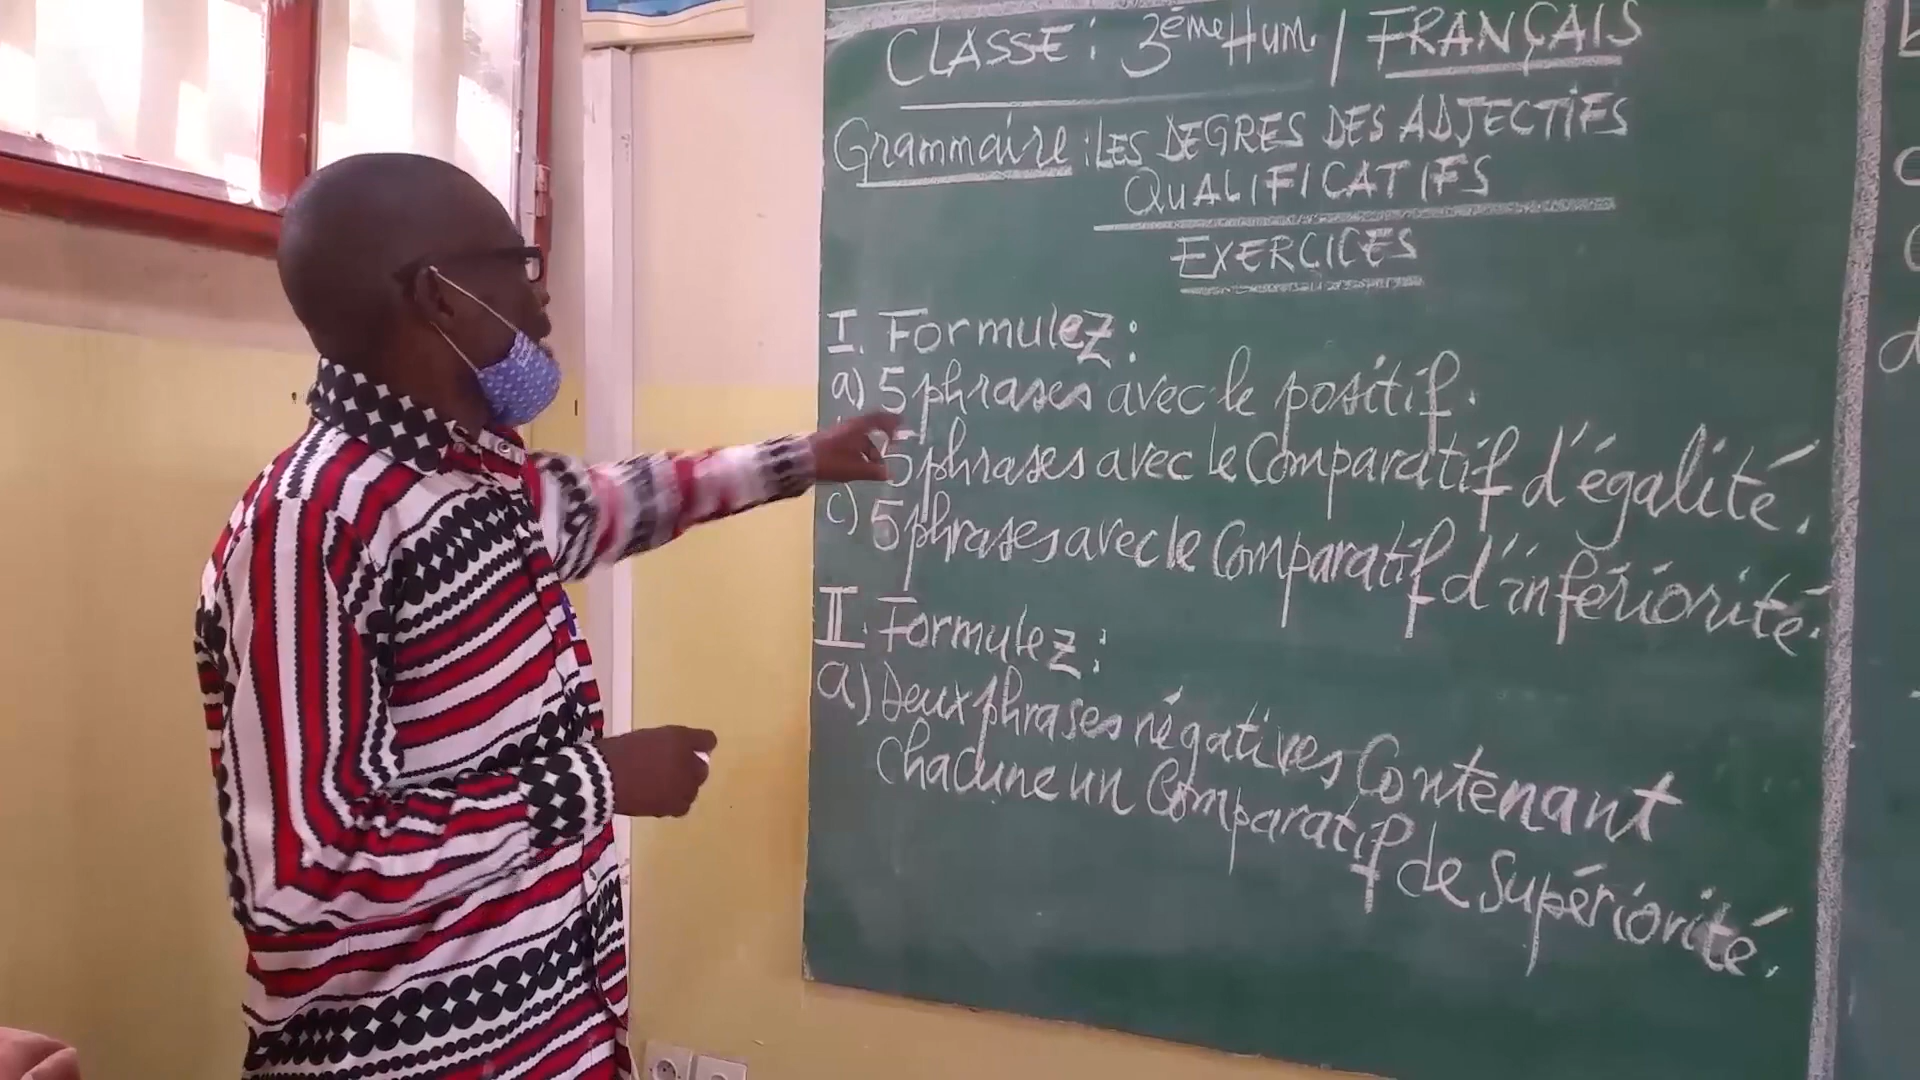 CLASSE : 3ème Hum. / FRANÇAIS
Grammaire : LES DEGRES DES ADJECTIFS
QUALIFICATIFS
EXERCICES
I. Formulez :
a) 5 phrases avec le positif.
5 phrases avec le Comparatif d'égalité.
c) 5 phrases avec le Comparatif d'infériorité.
II. Formulez :
a) Deux phrases négatives Contenant
chacune un Comparatif de Supériorité.